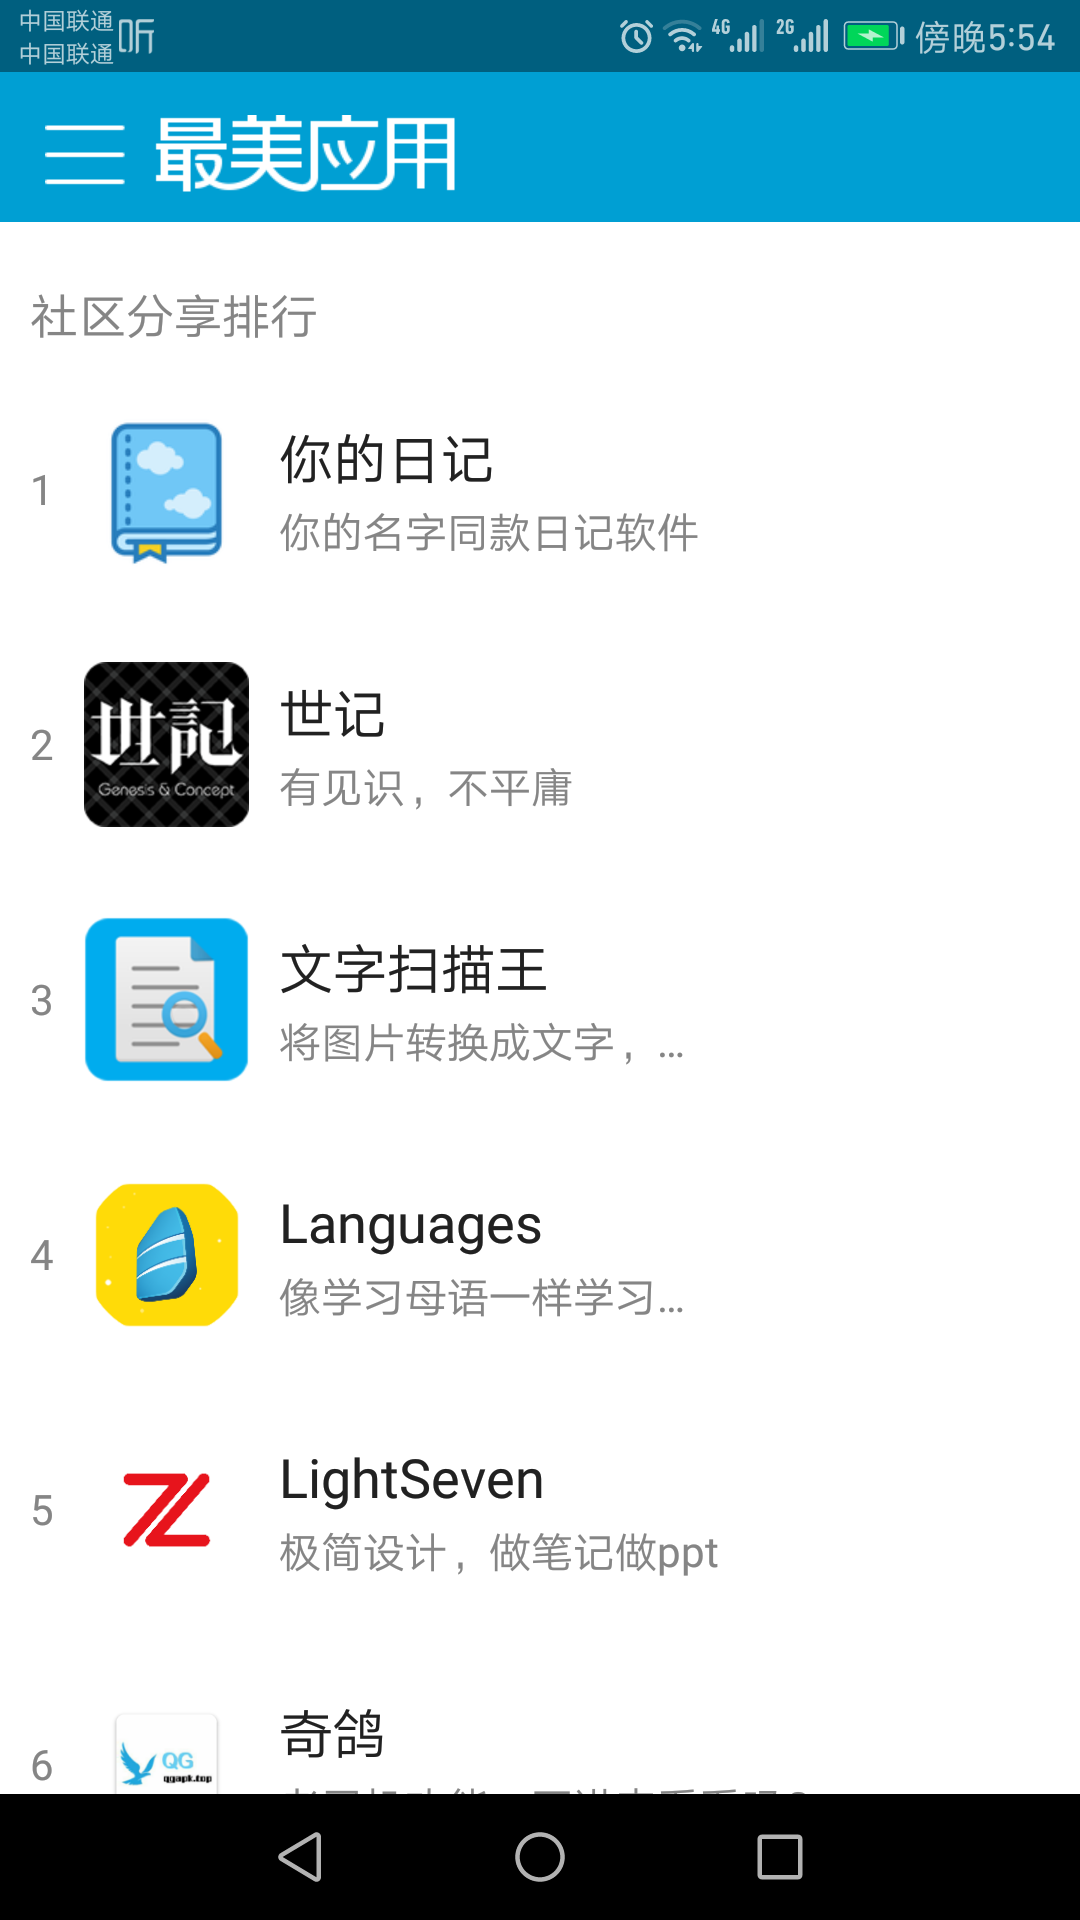 中国联通
中国联通
听
4G 2G 傍晚5:54
最美应用
社区分享排行
1
你的日记
你的名字同款日记软件
2
世記
Genesis & Concept
世记
有见识，不平庸
3
文字扫描王
将图片转换成文字，...
4
Languages
像学习母语一样学习...
5
LightSeven
极简设计，做笔记做ppt
6
QG
qgapk.top
奇鸽